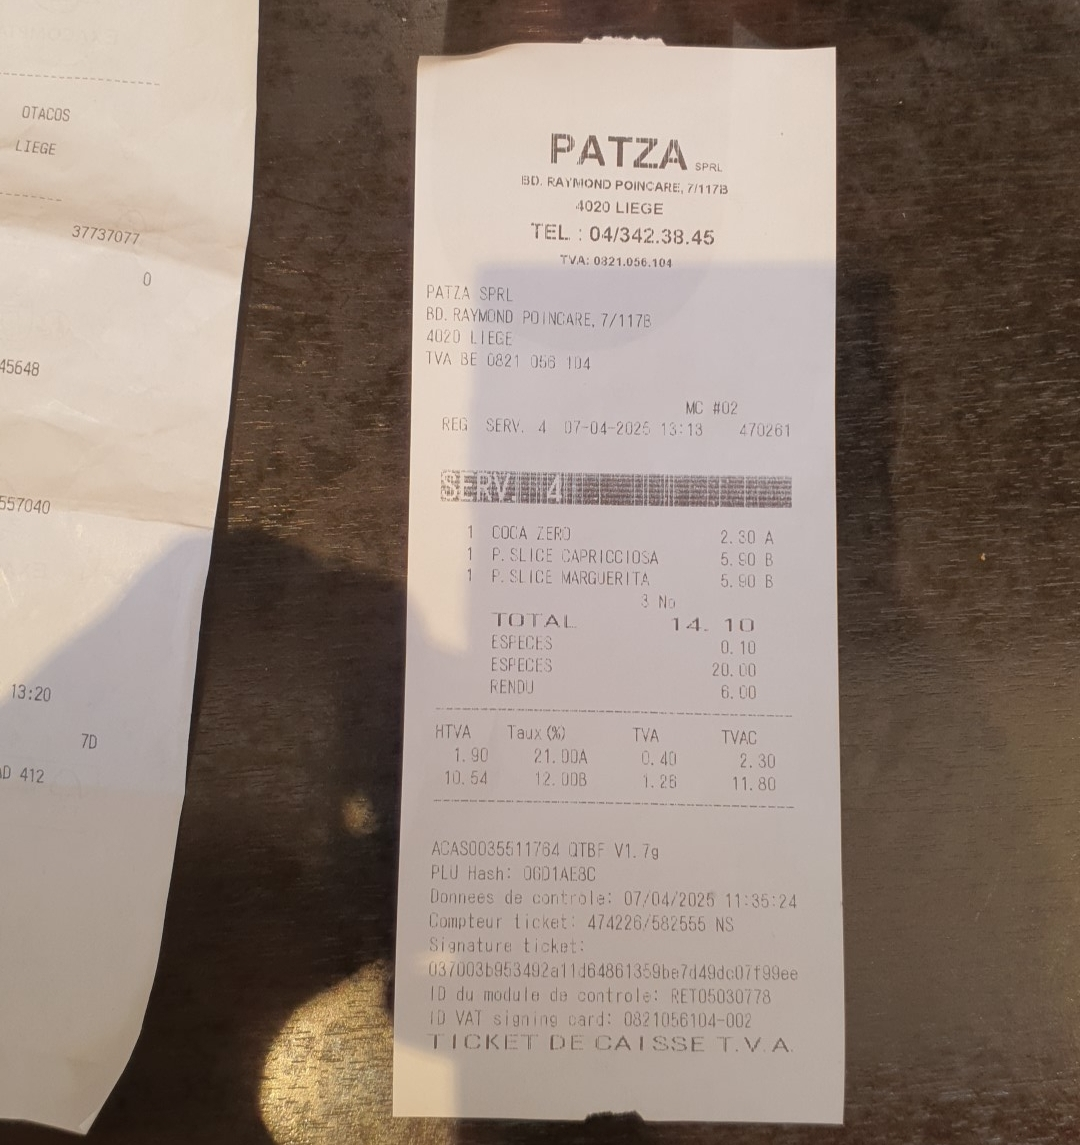 OTACOS
LIEGE
37737077
0
45648
557040
13:20
7D
412
PATZA SPRL
BD. RAYMOND POINCARE, 7/117B
4020 LIEGE
TEL : 04/342.38.45
TVA: 0821.056.104
PATZA SPRL
BD. RAYMOND POINCARE, 7/117B
4020 LIEGE
TVA BE 0821 056 104
MC #02
REG SERV. 4 07-04-2025 13:13 470261
SERV. 4
1 COCA ZERO 2.30 A
1 P.SLICE CAPRICCIOSA 5.90 B
1 P.SLICE MARGUERITA 5.90 B
3 No
TOTAL 14.10
ESPECES 0.10
ESPECES 20.00
RENDU 6.00
HTVA Taux (%) TVA TVAC
1.90 21.00A 0.40 2.30
10.54 12.00B 1.26 11.80
ACAS0035511764 QTBF V1.7g
PLU Hash: 06D1AE8C
Donnees de controle: 07/04/2025 11:35:24
Compteur ticket: 474226/582555 NS
Signature ticket:
037003b953492a11d64861359be7d49dc07f99ee
ID du module de controle: RET05030778
ID VAT signing card: 0821056104-002
TICKET DE CAISSE T.V.A.